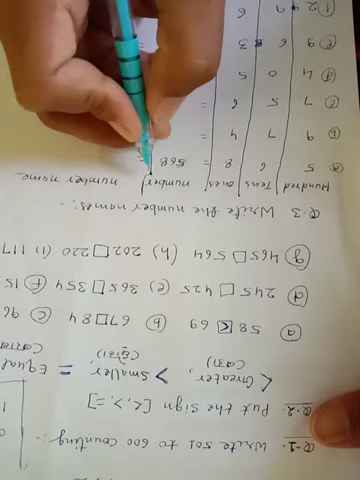 Q-1. Write 501 to 600 counting :-
Q-2. Put the Sign [<, >, =]
> Greater, < Smaller, = Equal
(a) 58 < 69 (b) 67 □ 84 (c) 96
(d) 245 □ 425 (e) 365 □ 354 (f) 15
(g) 465 □ 564 (h) 202 □ 220 (i) 117
Q.3 Write the number names :-
Hundred Tens ones number number name
(a) 5 6 8 = 568 =
(b) 9 7 4 =
(c) 7 5 6 =
(d) 4 0 5
(e) 9 6 3 =
(f) 2 9 6